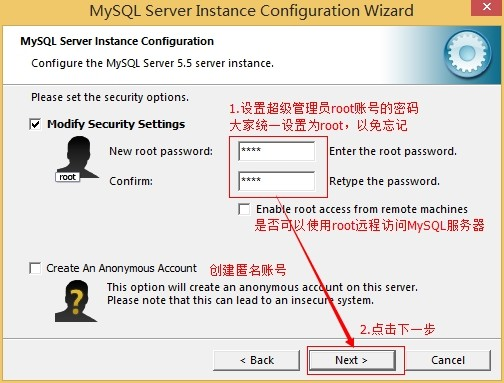 MySQL Server Instance Configuration Wizard
MySQL Server Instance Configuration
Configure the MySQL Server 5.5 server instance.
Please set the security options.
1.设置超级管理员root账号的密码
大家统一设置为root，以免忘记
Modify Security Settings
root
New root password: **** Enter the root password.
Confirm: **** Retype the password.
Enable root access from remote machines
是否可以使用root远程访问MySQL服务器
Create An Anonymous Account 创建匿名账号
This option will create an anonymous account on this server.
Please note that this can lead to an insecure system.
2.点击下一步
< Back Next > Cancel